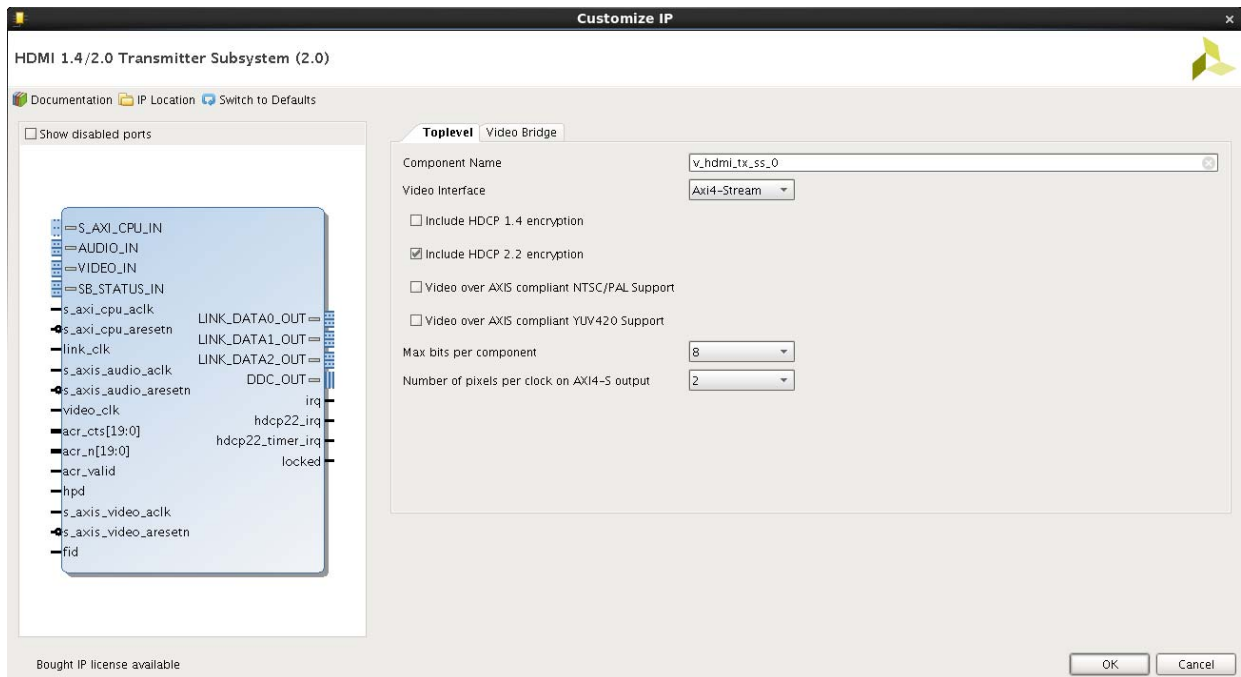 Customize IP
HDMI 1.4/2.0 Transmitter Subsystem (2.0)
Documentation IP Location Switch to Defaults
Show disabled ports
S_AXI_CPU_IN
AUDIO_IN
VIDEO_IN
SB_STATUS_IN
s_axi_cpu_aclk
s_axi_cpu_aresetn
link_clk
s_axis_audio_aclk
s_axis_audio_aresetn
video_clk
acr_cts[19:0]
acr_n[19:0]
acr_valid
hpd
s_axis_video_aclk
s_axis_video_aresetn
fid
LINK_DATA0_OUT
LINK_DATA1_OUT
LINK_DATA2_OUT
DDC_OUT
irq
hdcp22_irq
hdcp22_timer_irq
locked
Toplevel Video Bridge
Component Name v_hdmi_tx_ss_0
Video Interface Axi4-Stream
Include HDCP 1.4 encryption
Include HDCP 2.2 encryption
Video over AXIS compliant NTSC/PAL Support
Video over AXIS compliant YUV420 Support
Max bits per component 8
Number of pixels per clock on AXI4-S output 2
Bought IP license available
OK Cancel